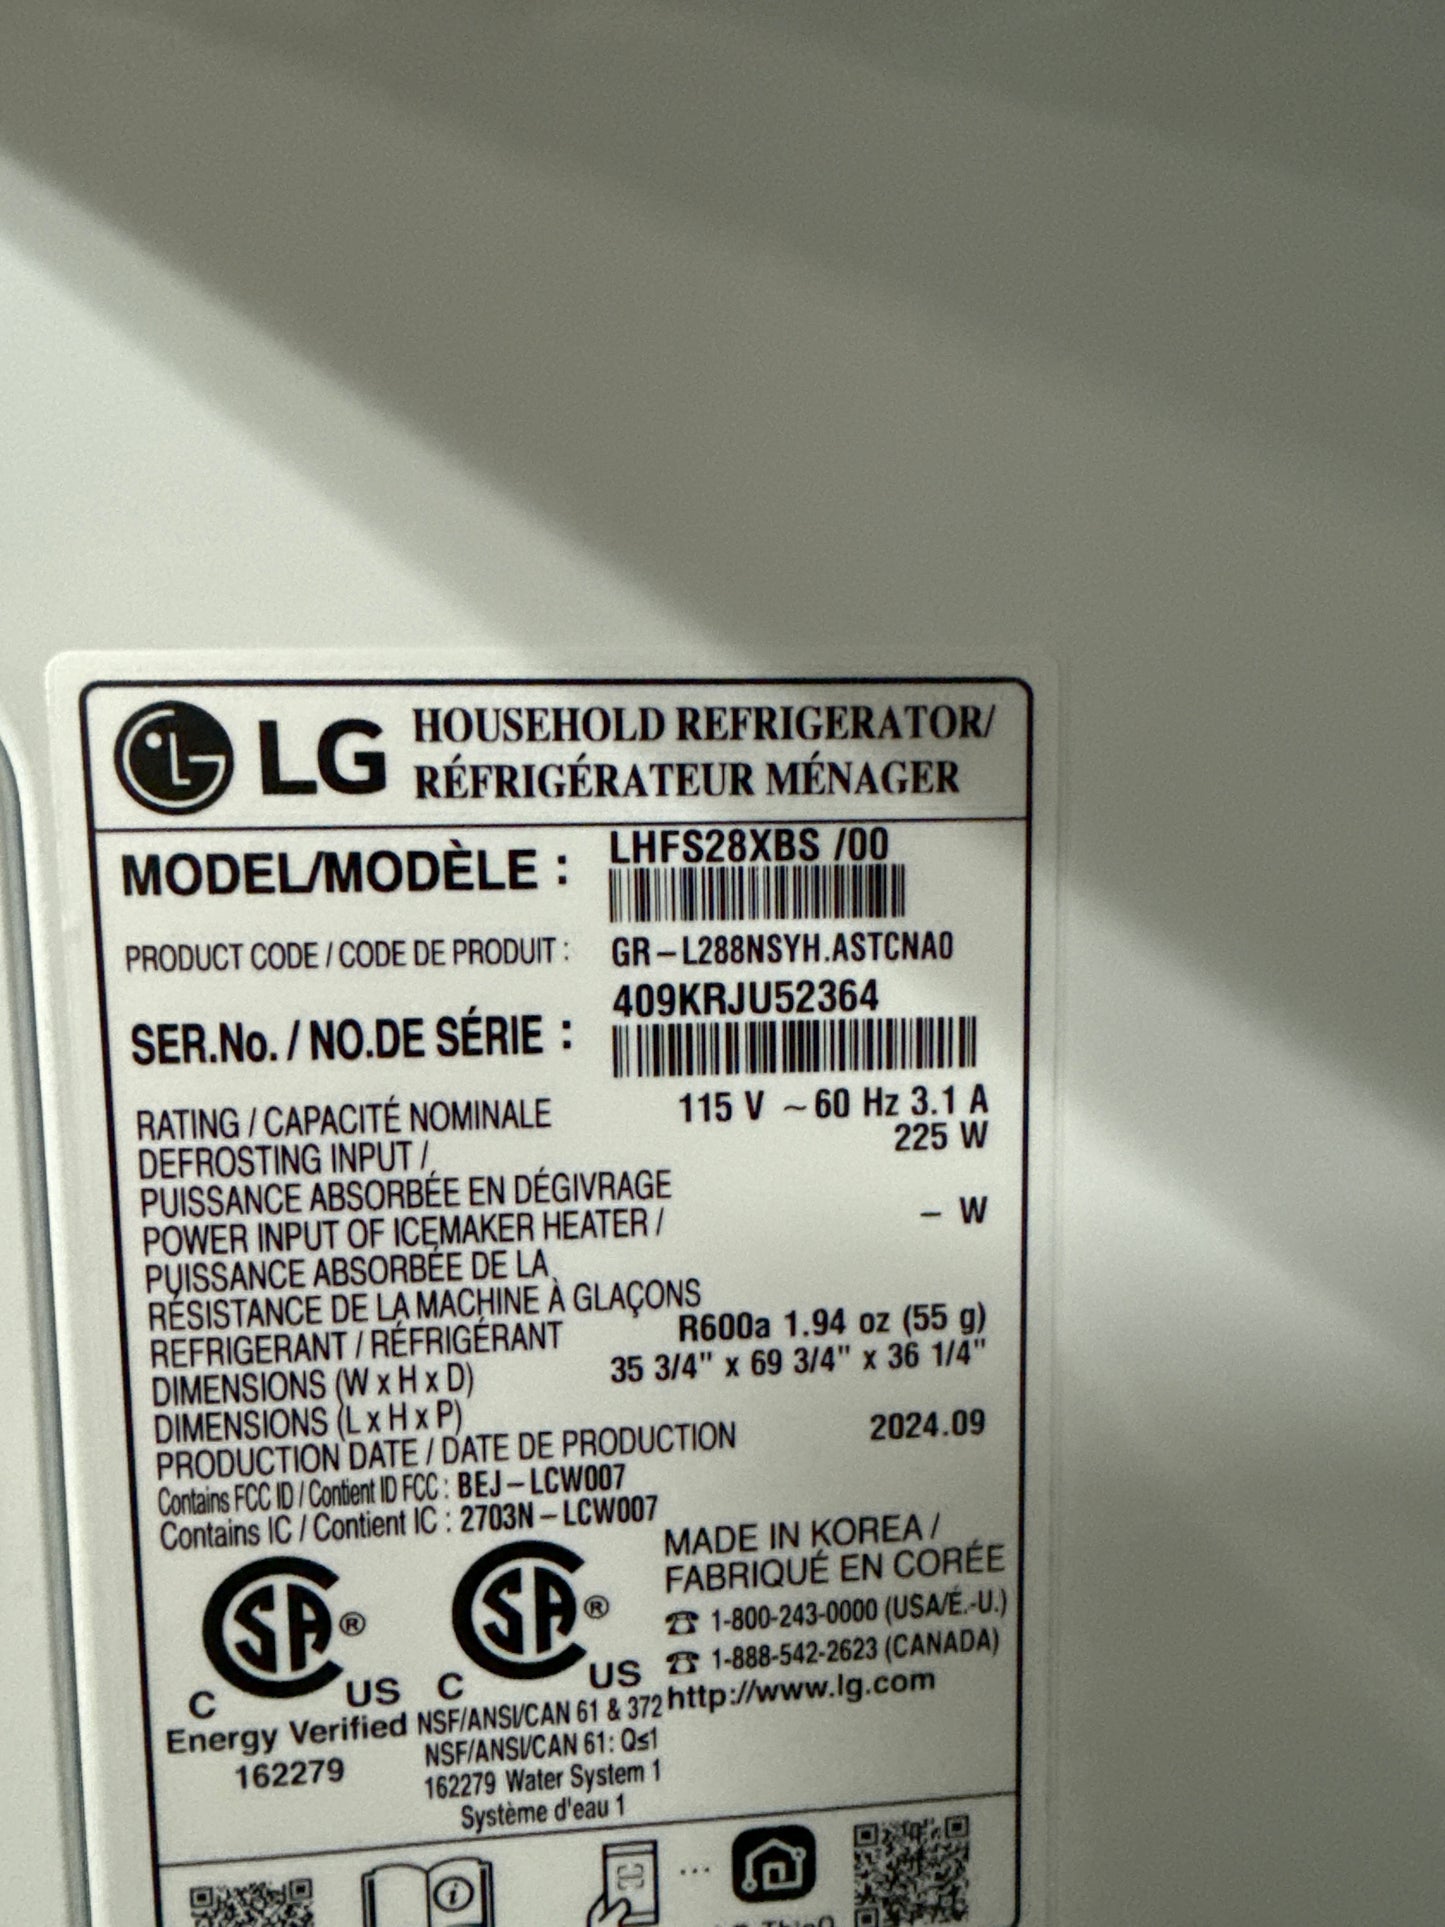 LG HOUSEHOLD REFRIGERATOR/
RÉFRIGÉRATEUR MÉNAGER
MODEL/MODÈLE : LHFS28XBS /00
PRODUCT CODE / CODE DE PRODUIT : GR-L288NSYH.ASTCNA0
SER.No. / NO.DE SÉRIE : 409KRJU52364
RATING / CAPACITÉ NOMINALE 115 V ~ 60 Hz 3.1 A
DEFROSTING INPUT / 225 W
PUISSANCE ABSORBÉE EN DÉGIVRAGE
POWER INPUT OF ICEMAKER HEATER / – W
PUISSANCE ABSORBÉE DE LA
RÉSISTANCE DE LA MACHINE À GLAÇONS
REFRIGERANT / RÉFRIGÉRANT R600a 1.94 oz (55 g)
DIMENSIONS (W x H x D) 35 3/4" x 69 3/4" x 36 1/4"
DIMENSIONS (L x H x P)
PRODUCTION DATE / DATE DE PRODUCTION 2024.09
Contains FCC ID / Contient ID FCC : BEJ-LCW007
Contains IC / Contient IC : 2703N-LCW007
MADE IN KOREA /
FABRIQUÉ EN CORÉE
☎ 1-800-243-0000 (USA/É.-U.)
☎ 1-888-542-2623 (CANADA)
http://www.lg.com
C SA ® US
Energy Verified
162279
C SA ® US
NSF/ANSI/CAN 61 & 372
NSF/ANSI/CAN 61: Q≤1
162279 Water System 1
Système d'eau 1